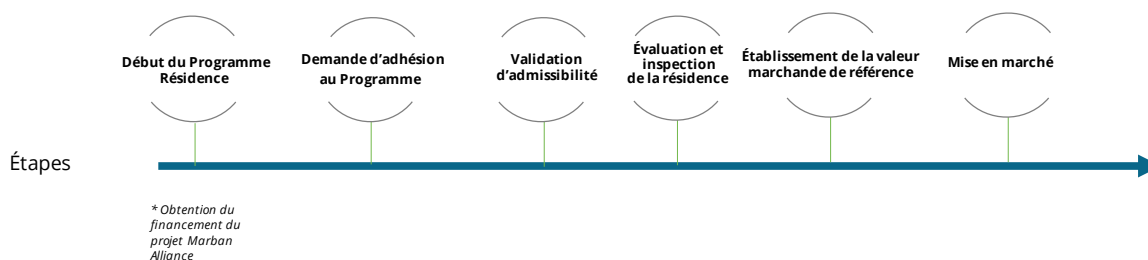 Début du Programme
Résidence
Demande d’adhésion
au Programme
Validation
d’admissibilité
Évaluation et
inspection
de la résidence
Établissement de la valeur
marchande de référence
Mise en marché
Étapes
* Obtention du
financement du
projet Marban
Alliance